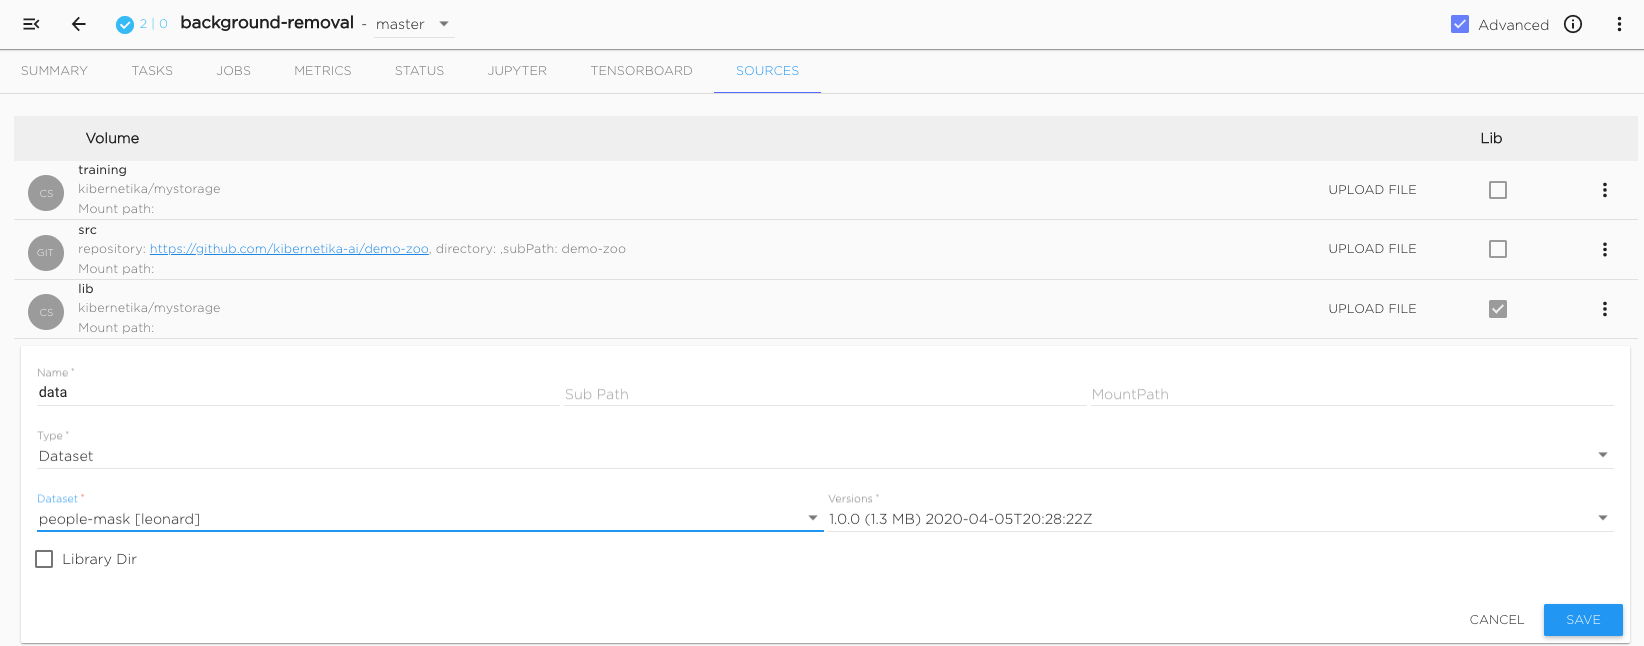 2 | 0 background-removal - master Advanced
SUMMARY TASKS JOBS METRICS STATUS JUPYTER TENSORBOARD SOURCES
Volume Lib
training
CS kibernetika/mystorage UPLOAD FILE
Mount path:
src
GIT repository: https://github.com/kibernetika-ai/demo-zoo, directory: ,subPath: demo-zoo UPLOAD FILE
Mount path:
lib
CS kibernetika/mystorage UPLOAD FILE
Mount path:
Name *
data Sub Path MountPath
Type *
Dataset
Dataset * Versions *
people-mask [leonard] 1.0.0 (1.3 MB) 2020-04-05T20:28:22Z
Library Dir
CANCEL SAVE